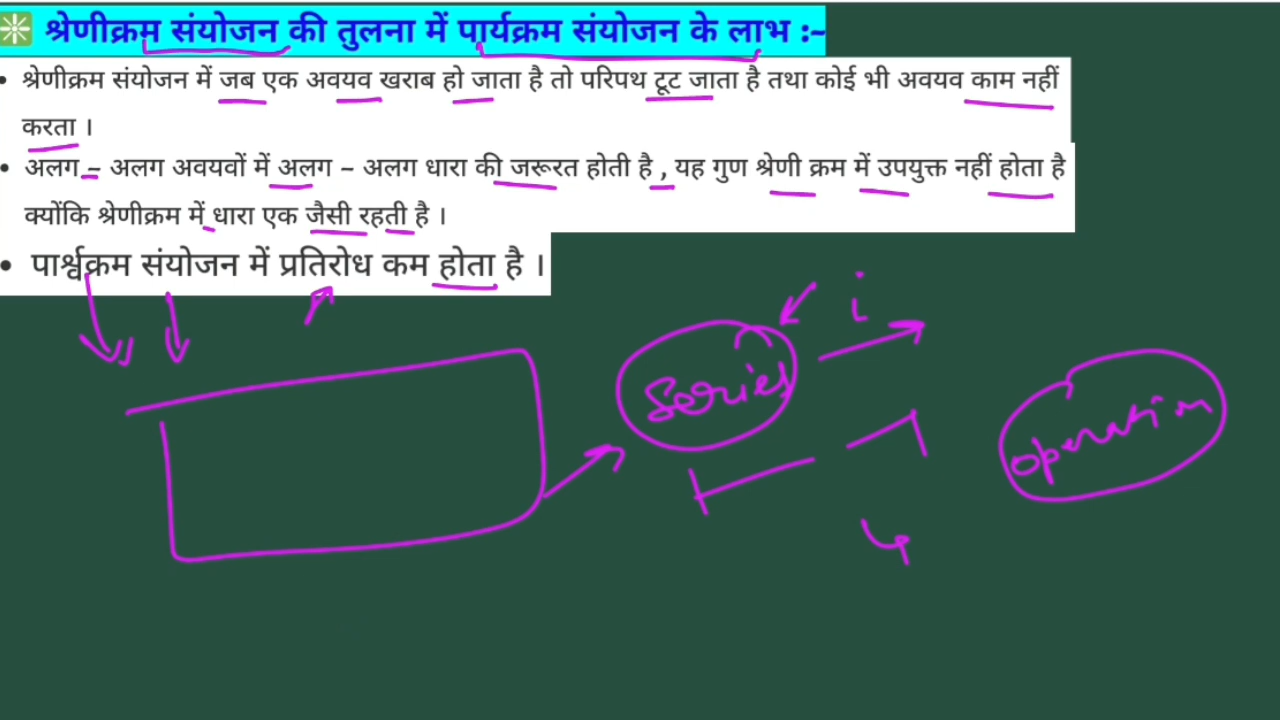 श्रेणीक्रम संयोजन की तुलना में पार्यक्रम संयोजन के लाभ :~
• श्रेणीक्रम संयोजन में जब एक अवयव खराब हो जाता है तो परिपथ टूट जाता है तथा कोई भी अवयव काम नहीं
करता ।
• अलग – अलग अवयवों में अलग – अलग धारा की जरूरत होती है , यह गुण श्रेणी क्रम में उपयुक्त नहीं होता है
क्योंकि श्रेणीक्रम में धारा एक जैसी रहती है ।
• पार्श्वक्रम संयोजन में प्रतिरोध कम होता है ।
i
series
operation